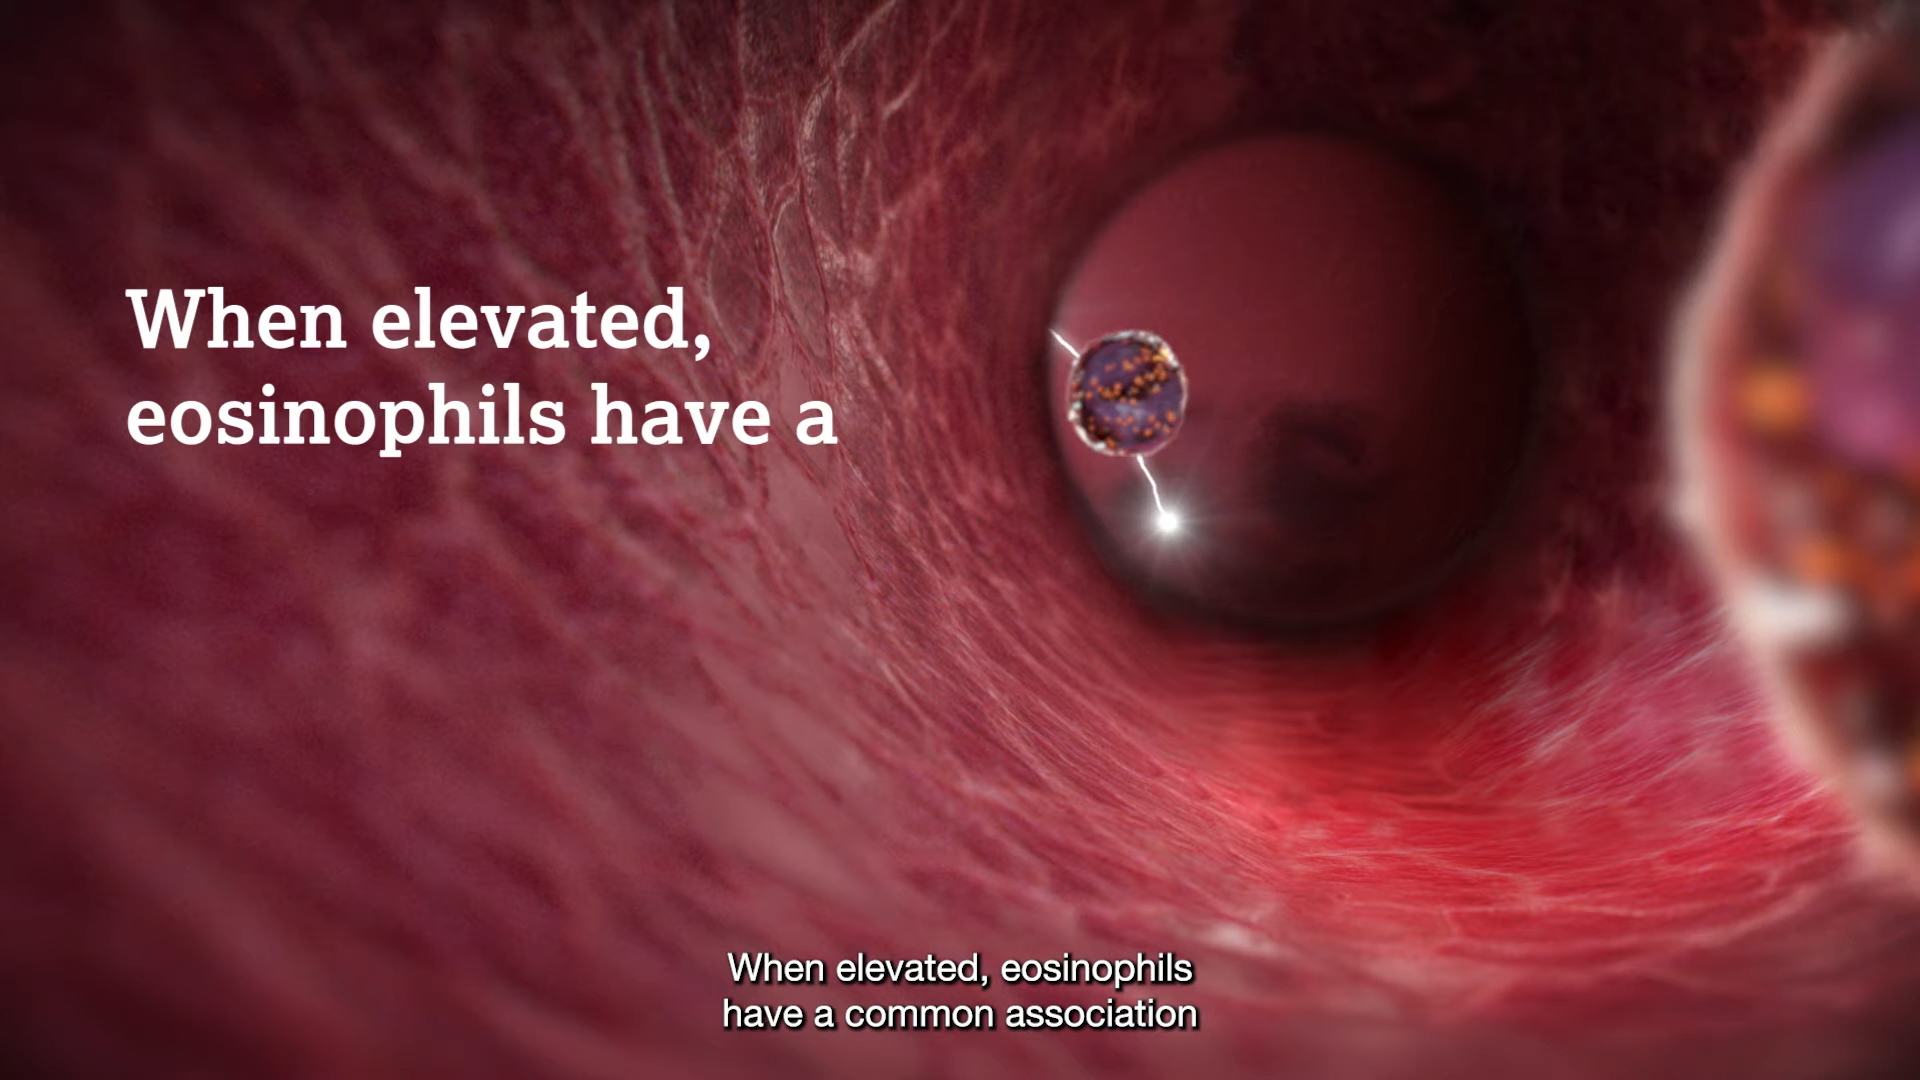 When elevated,
eosinophils have a
When elevated, eosinophils
have a common association